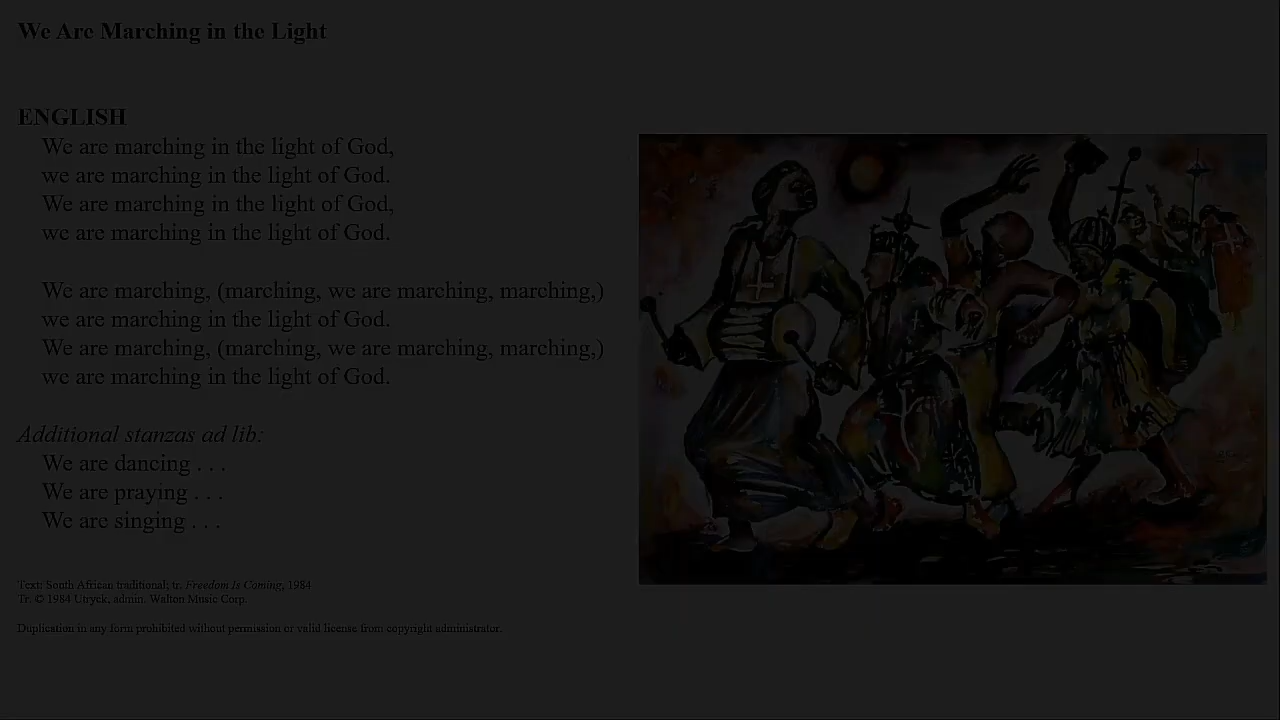 We Are Marching in the Light
ENGLISH
We are marching in the light of God,
we are marching in the light of God.
We are marching in the light of God,
we are marching in the light of God.
We are marching, (marching, we are marching, marching,)
we are marching in the light of God.
We are marching, (marching, we are marching, marching,)
we are marching in the light of God.
Additional stanzas ad lib:
We are dancing . . .
We are praying . . .
We are singing . . .
Text: South African traditional; tr. Freedom Is Coming, 1984
Tr. © 1984 Utryck, admin. Walton Music Corp.
Duplication in any form prohibited without permission or valid license from copyright administrator.